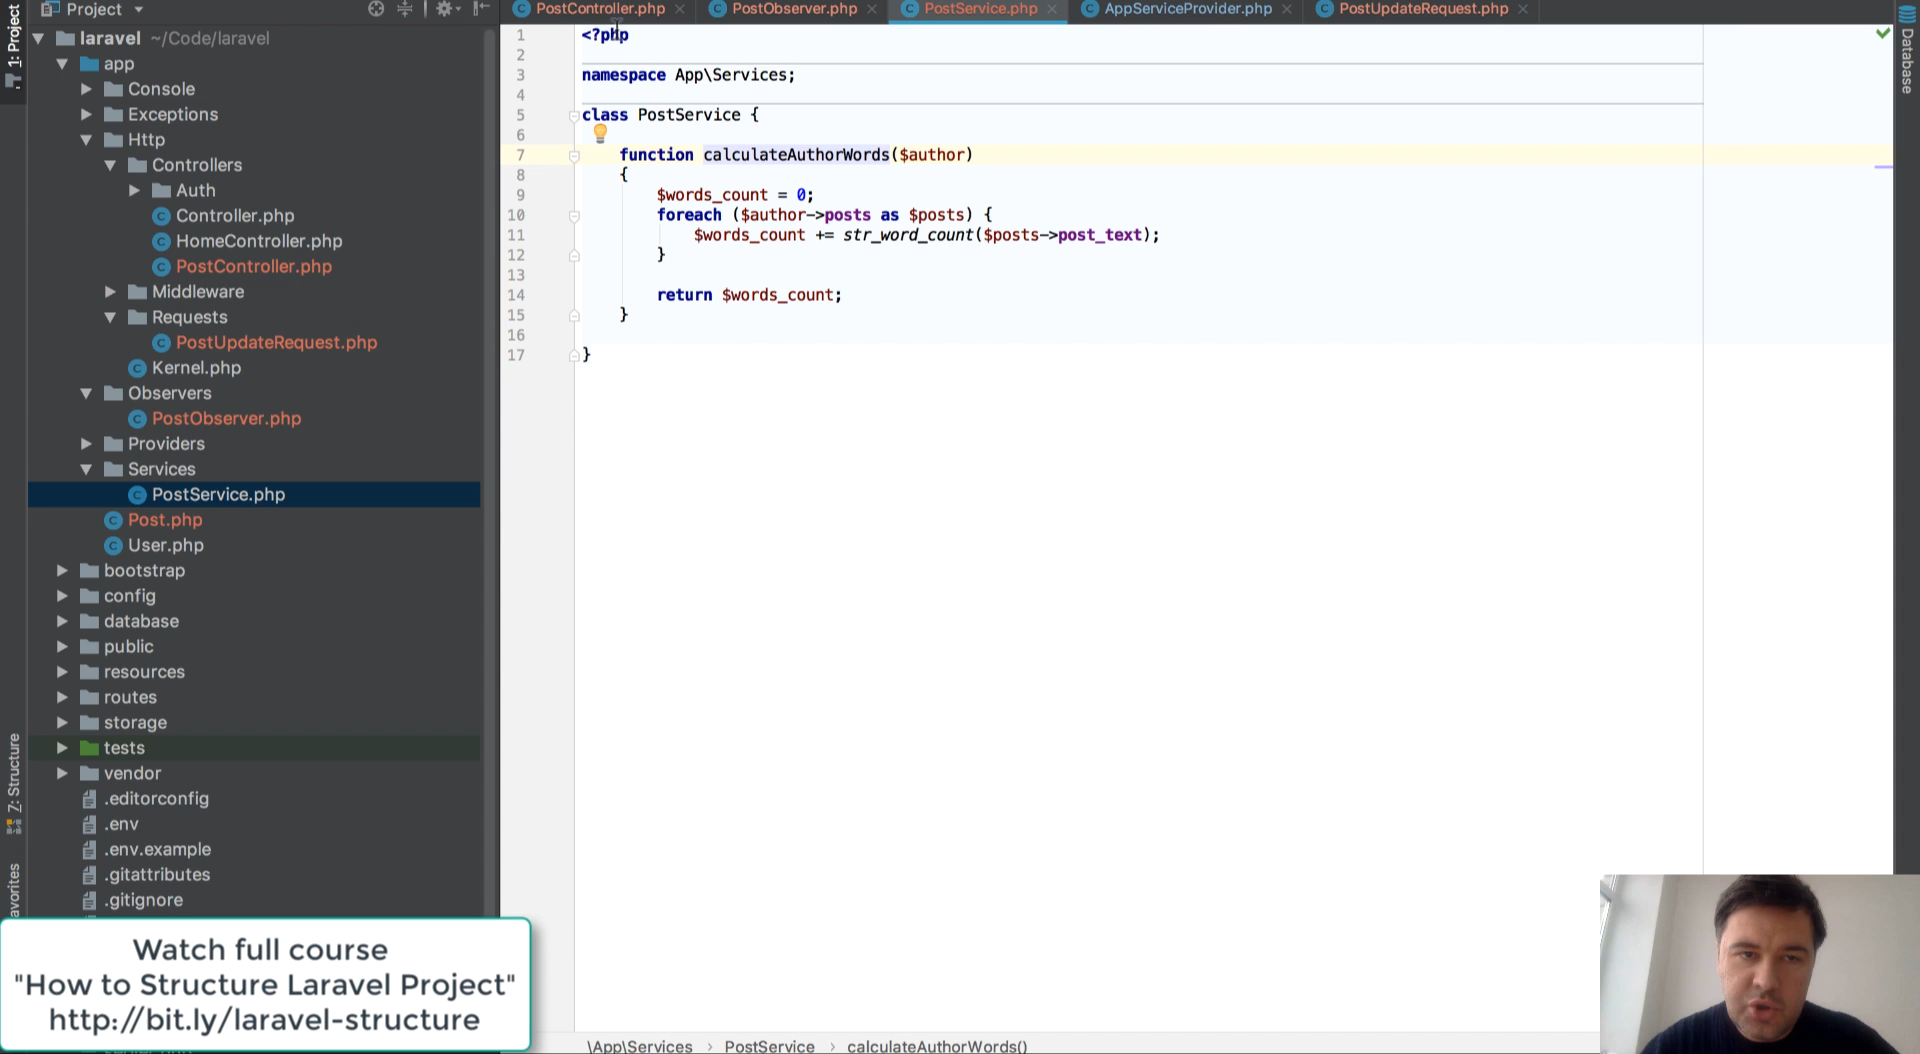 1: Project
Project
PostController.php
PostObserver.php
PostService.php
AppServiceProvider.php
PostUpdateRequest.php
Database
laravel ~/Code/laravel
app
Console
Exceptions
Http
Controllers
Auth
Controller.php
HomeController.php
PostController.php
Middleware
Requests
PostUpdateRequest.php
Kernel.php
Observers
PostObserver.php
Providers
Services
PostService.php
Post.php
User.php
bootstrap
config
database
public
resources
routes
storage
tests
vendor
.editorconfig
.env
.env.example
.gitattributes
.gitignore
7: Structure
1 <?php
2
3 namespace App\Services;
4
5 class PostService {
6
7 function calculateAuthorWords($author)
8 {
9 $words_count = 0;
10 foreach ($author->posts as $posts) {
11 $words_count += str_word_count($posts->post_text);
12 }
13
14 return $words_count;
15 }
16
17 }
Watch full course
"How to Structure Laravel Project"
http://bit.ly/laravel-structure
\App\Services › PostService › calculateAuthorWords()